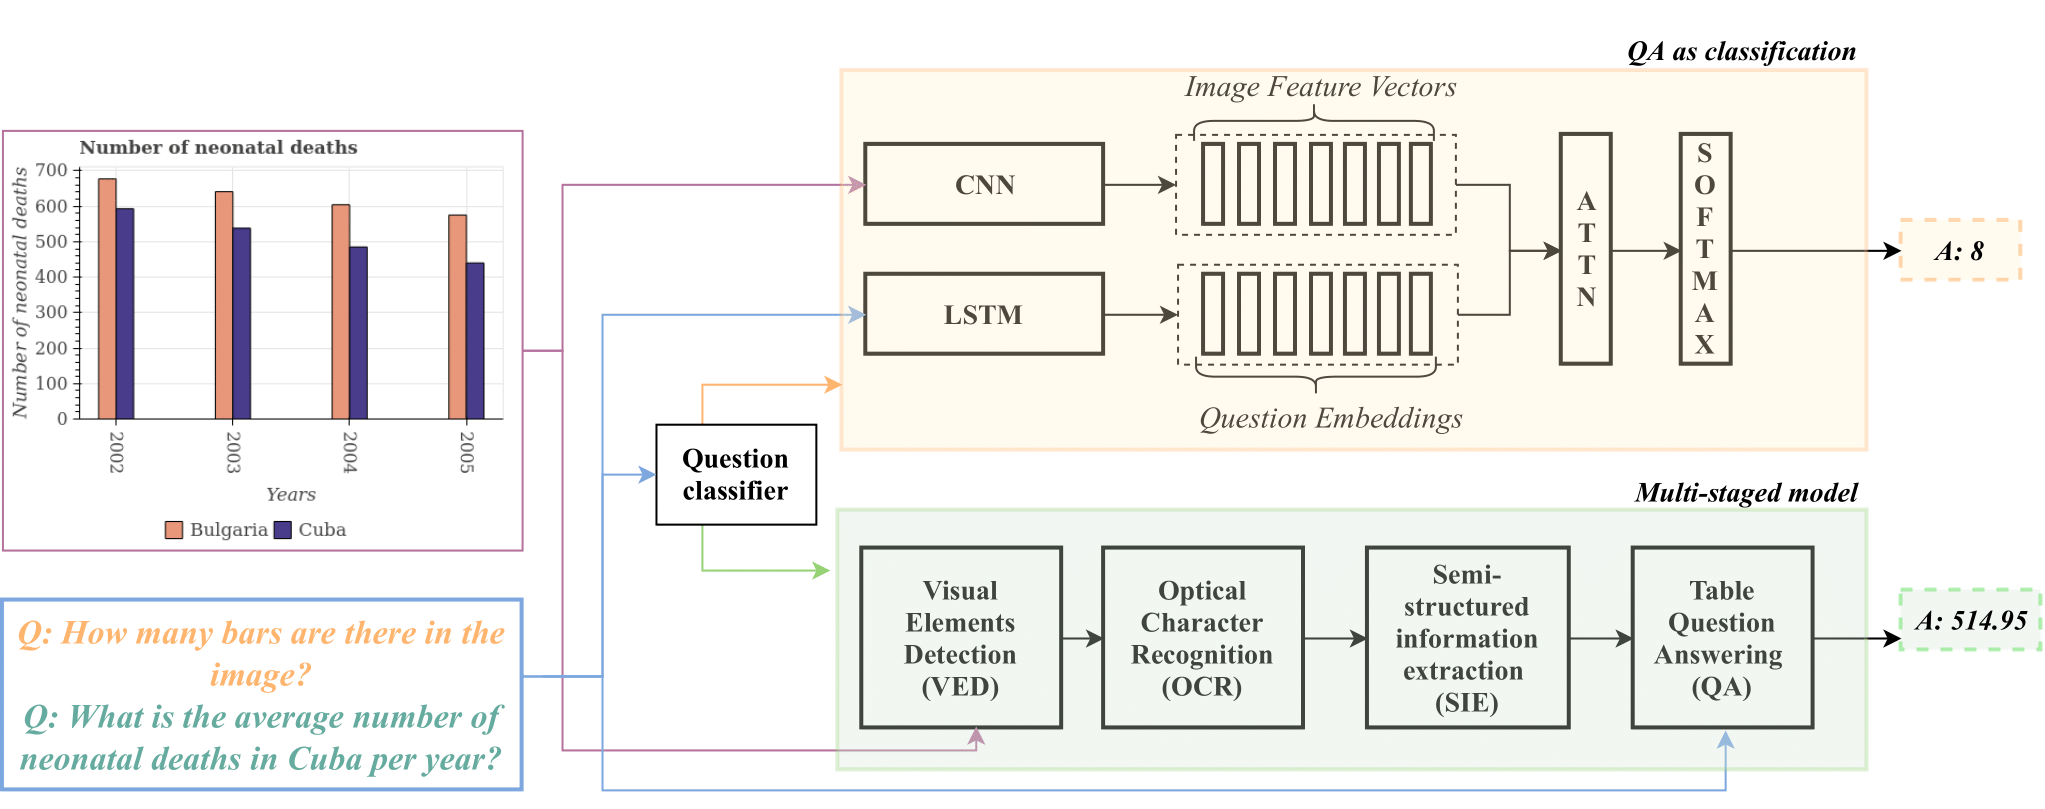 Number of neonatal deaths
Number of neonatal deaths
700
600
500
400
300
200
100
0
2002
2003
2004
2005
Years
Bulgaria
Cuba
Q: How many bars are there in the
image?
Q: What is the average number of
neonatal deaths in Cuba per year?
Question
classifier
QA as classification
Image Feature Vectors
CNN
LSTM
Question Embeddings
ATTN
SOFTMAX
A: 8
Multi-staged model
Visual
Elements
Detection
(VED)
Optical
Character
Recognition
(OCR)
Semi-
structured
information
extraction
(SIE)
Table
Question
Answering
(QA)
A: 514.95